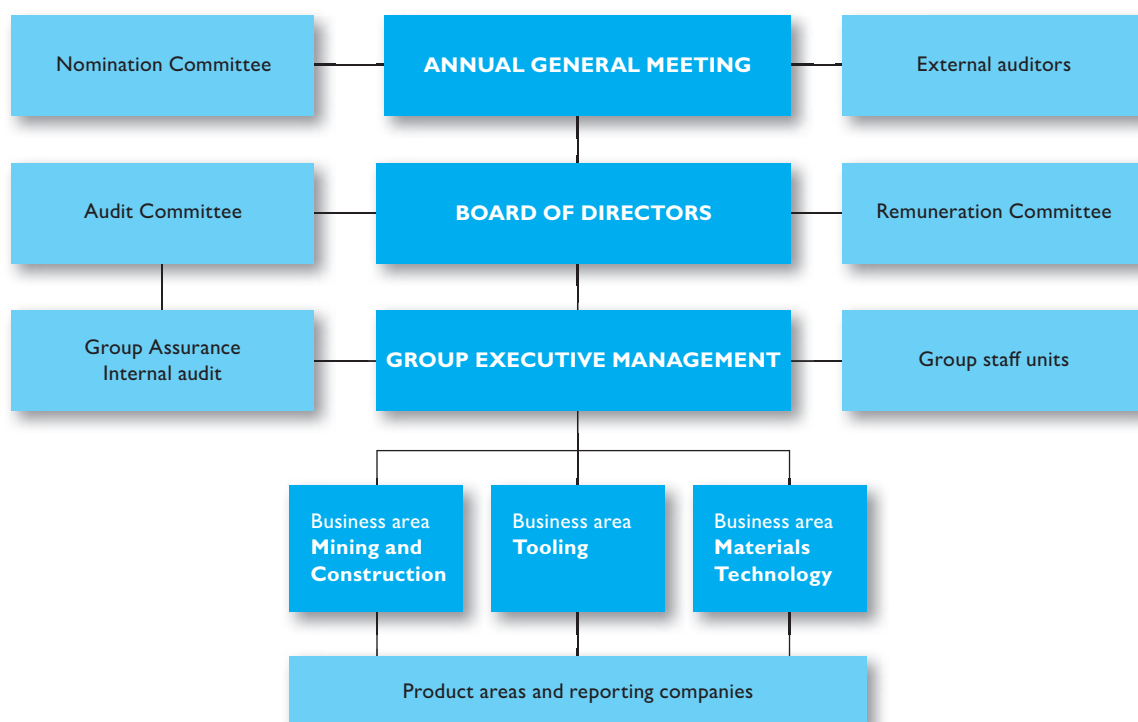 Nomination Committee
ANNUAL GENERAL MEETING
External auditors
Audit Committee
BOARD OF DIRECTORS
Remuneration Committee
Group Assurance
Internal audit
GROUP EXECUTIVE MANAGEMENT
Group staff units
Business area
Mining and
Construction
Business area
Tooling
Business area
Materials
Technology
Product areas and reporting companies